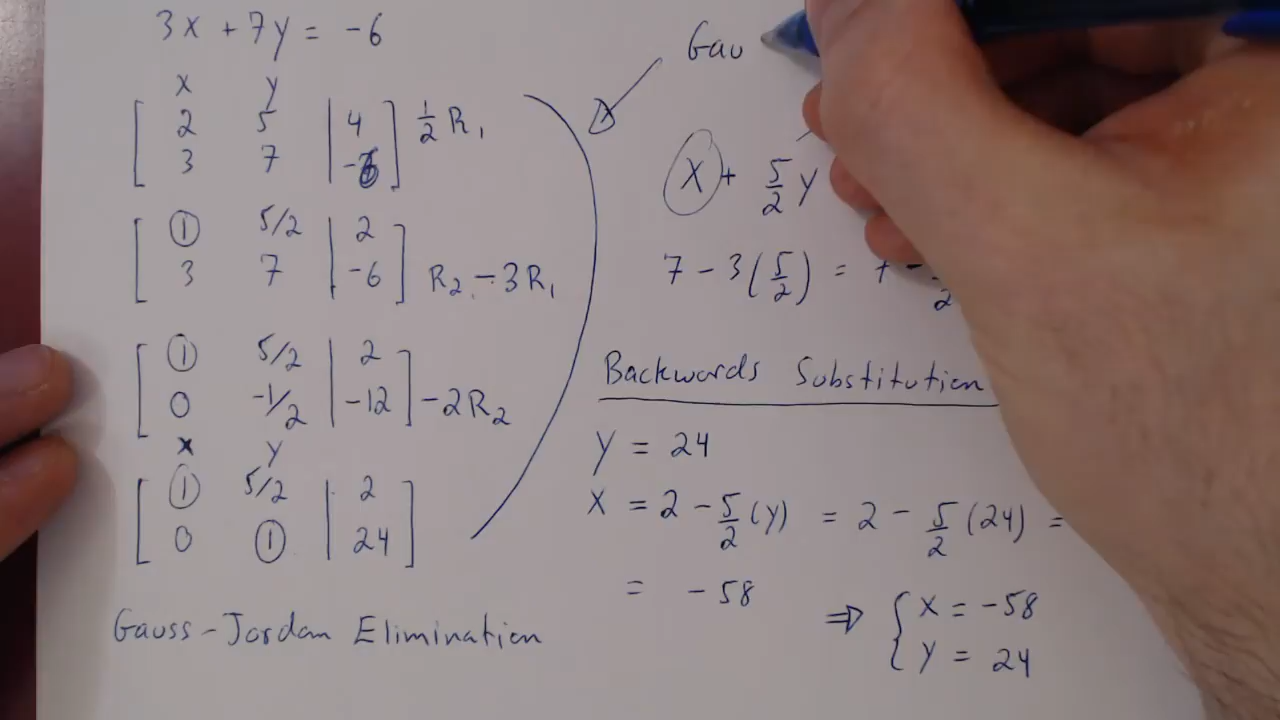 3x + 7y = -6
x y
[ 2 5 | 4 ] ½ R₁
[ 3 7 | -6 ]
[ 1 5/2 | 2 ]
[ 3 7 | -6 ] R₂ - 3R₁
[ 1 5/2 | 2 ]
[ 0 -1/2 | -12 ] -2R₂
x y
[ 1 5/2 | 2 ]
[ 0 1 | 24 ]
Gauss-Jordan Elimination
Gau
x + 5/2 y
7 - 3(5/2) = 7 -
Backwards Substitution
y = 24
x = 2 - 5/2 (y) = 2 - 5/2 (24) =
= -58
⇒ { x = -58
y = 24